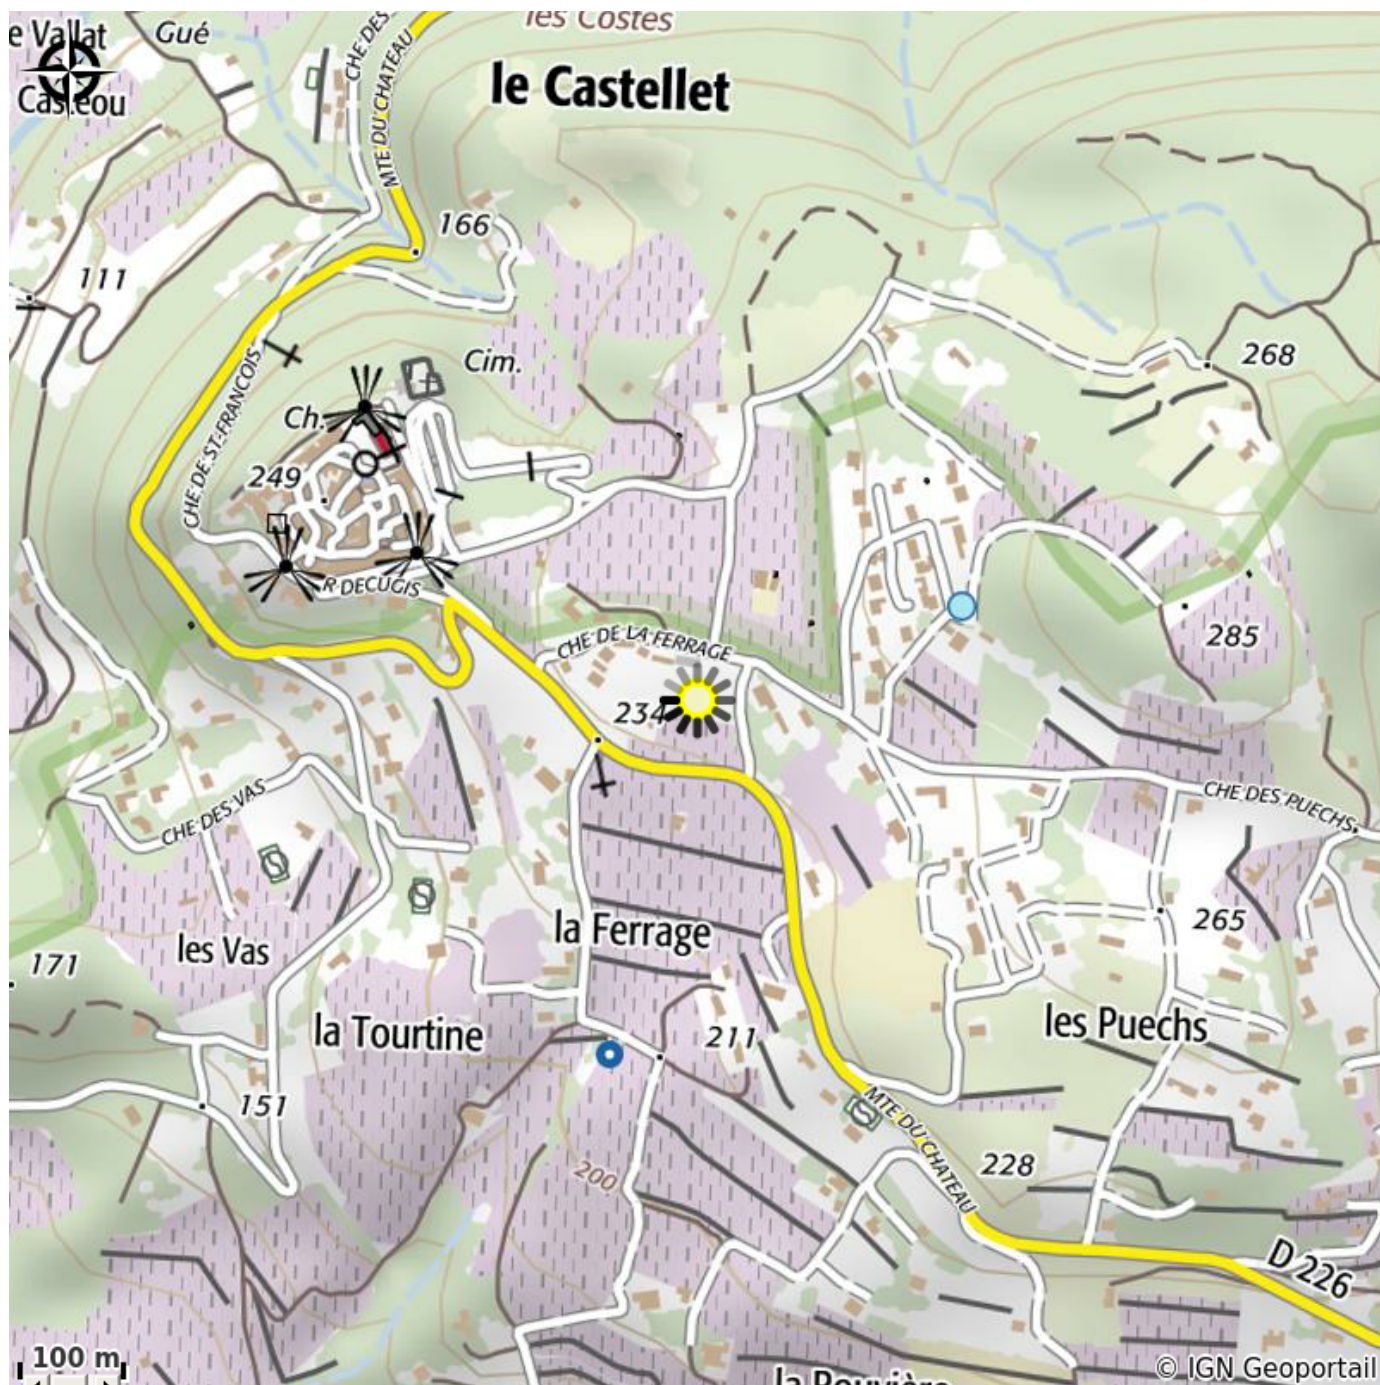 les Costes
e Vallat
Gué
CHE DES
MTE DU CHATEAU
le Castellet
Casteou
166
111
Cim.
268
CHE DE ST-FRANCOIS
Ch.
249
R DECUGIS
CHE DE LA FERRAGE
285
234
CHE DES VAS
CHE DES PUECHS
la Ferrage
265
les Vas
171
la Tourtine
211
les Puechs
151
MTE DU CHATEAU
228
200
D 226
100 m
la Rouvière
© IGN Geoportail